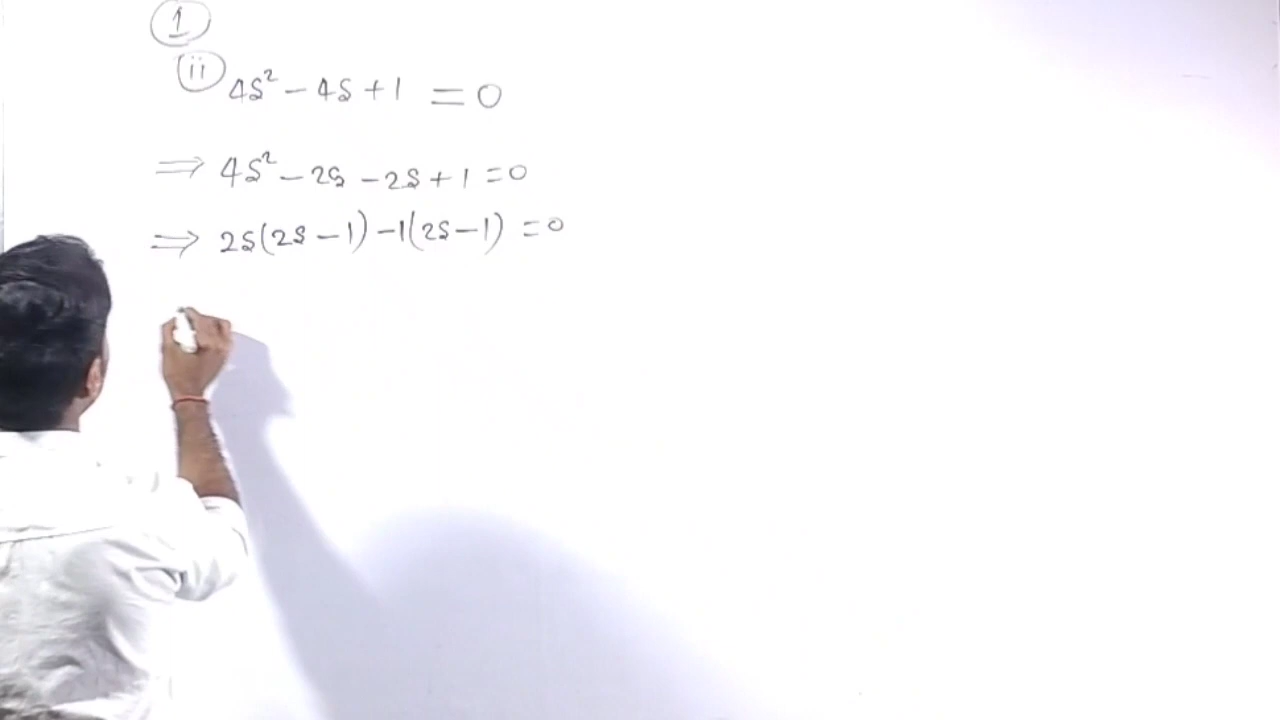 1
ii 4s² - 4s + 1 = 0
⇒ 4s² - 2s - 2s + 1 = 0
⇒ 2s(2s - 1) - 1(2s - 1) = 0